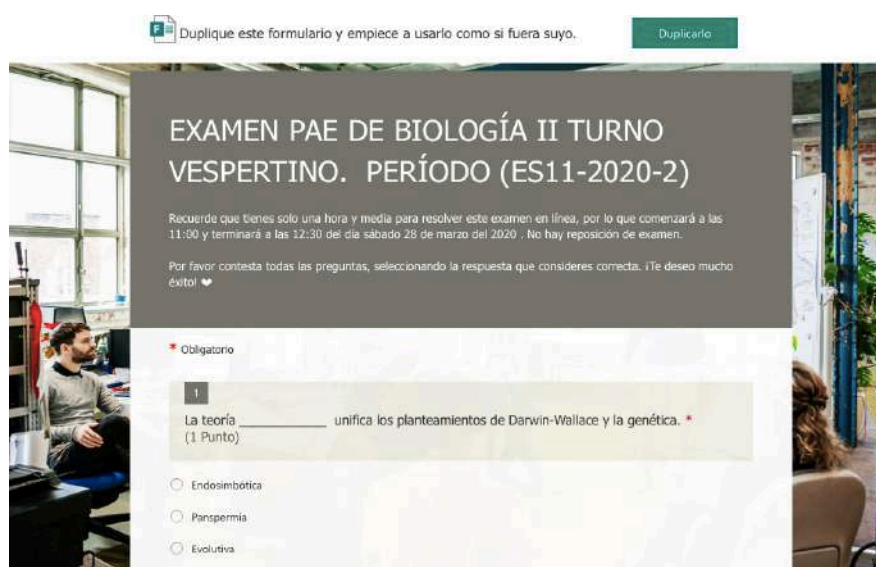 Duplique este formulario y empiece a usarlo como si fuera suyo.
Duplicarlo
EXAMEN PAE DE BIOLOGÍA II TURNO
VESPERTINO. PERÍODO (ES11-2020-2)
Recuerde que tienes solo una hora y media para resolver este examen en línea, por lo que comenzará a las
11:00 y terminará a las 12:30 del día sábado 28 de marzo del 2020 . No hay reposición de examen.
Por favor contesta todas las preguntas, seleccionando la respuesta que consideres correcta. ¡Te deseo mucho
éxito! ❤
* Obligatorio
1
La teoría ____________ unifica los planteamientos de Darwin-Wallace y la genética. *
(1 Punto)
Endosimbótica
Panspermia
Evolutiva